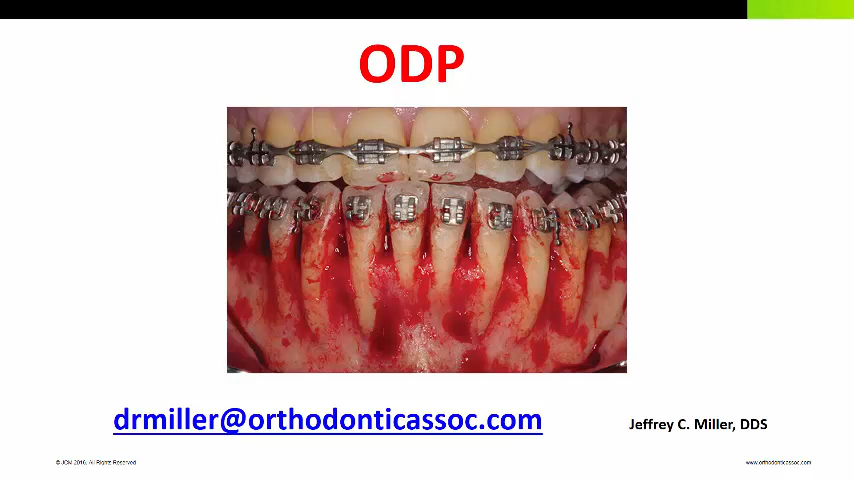 ODP
drmiller@orthodonticassoc.com
Jeffrey C. Miller, DDS
© JCM 2016, All Rights Reserved
www.orthodonticassoc.com